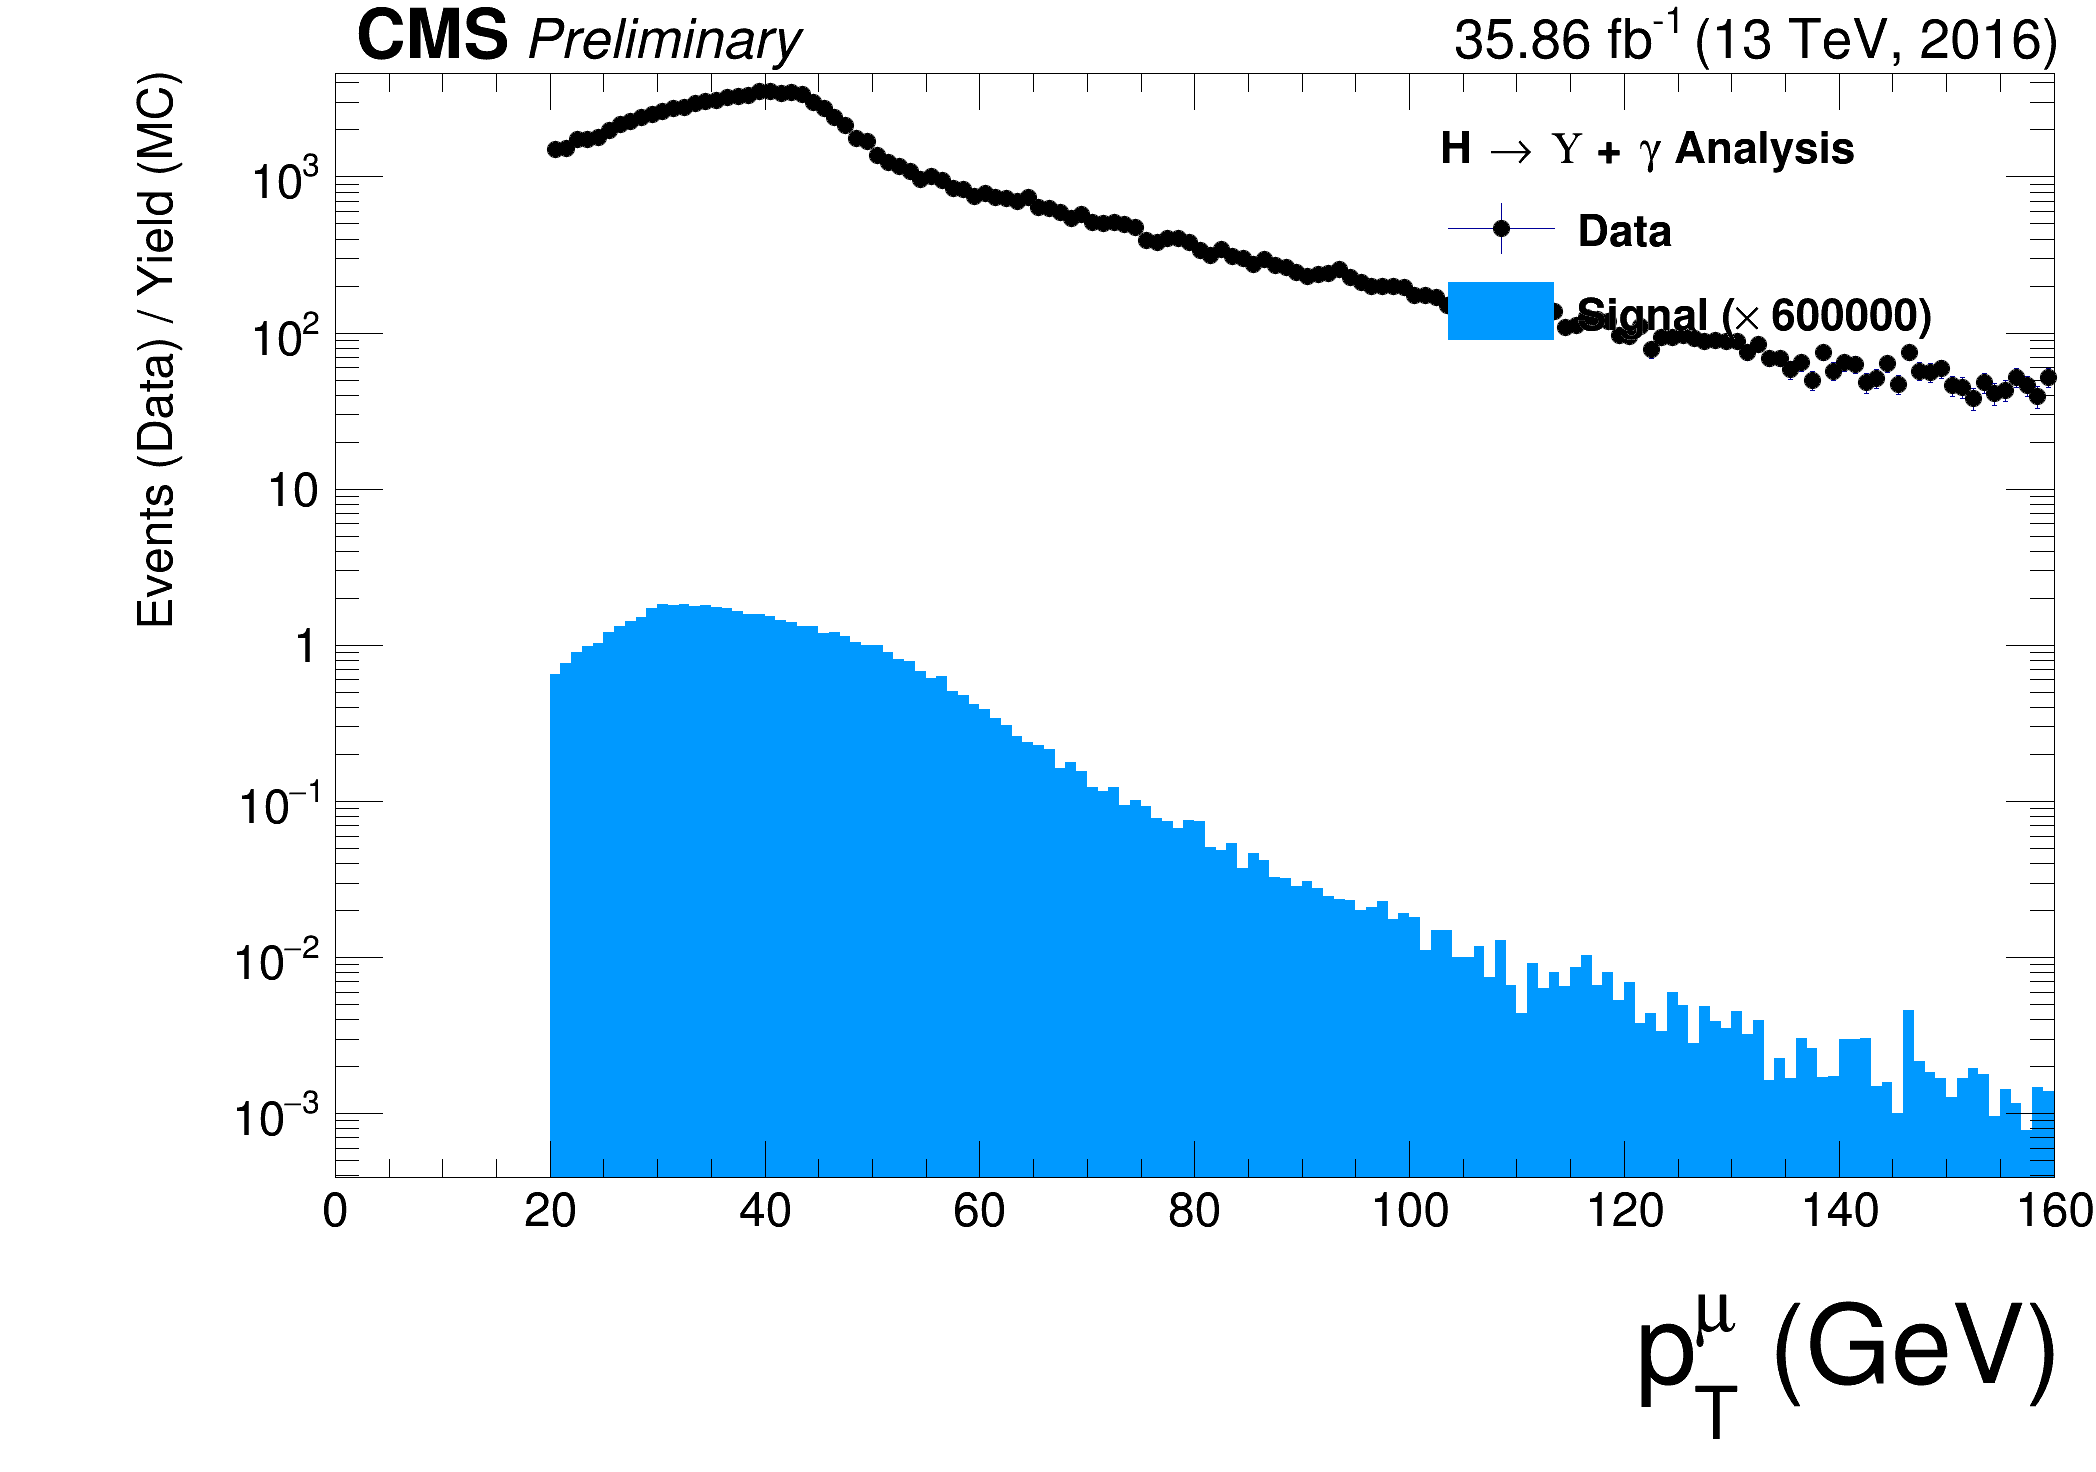 CMS Preliminary 35.86 fb⁻¹ (13 TeV, 2016)
Events (Data) / Yield (MC)
H → Υ + γ Analysis
Data
Signal (× 600000)
10³
10²
10
1
10⁻¹
10⁻²
10⁻³
0 20 40 60 80 100 120 140 160
p_T^μ (GeV)